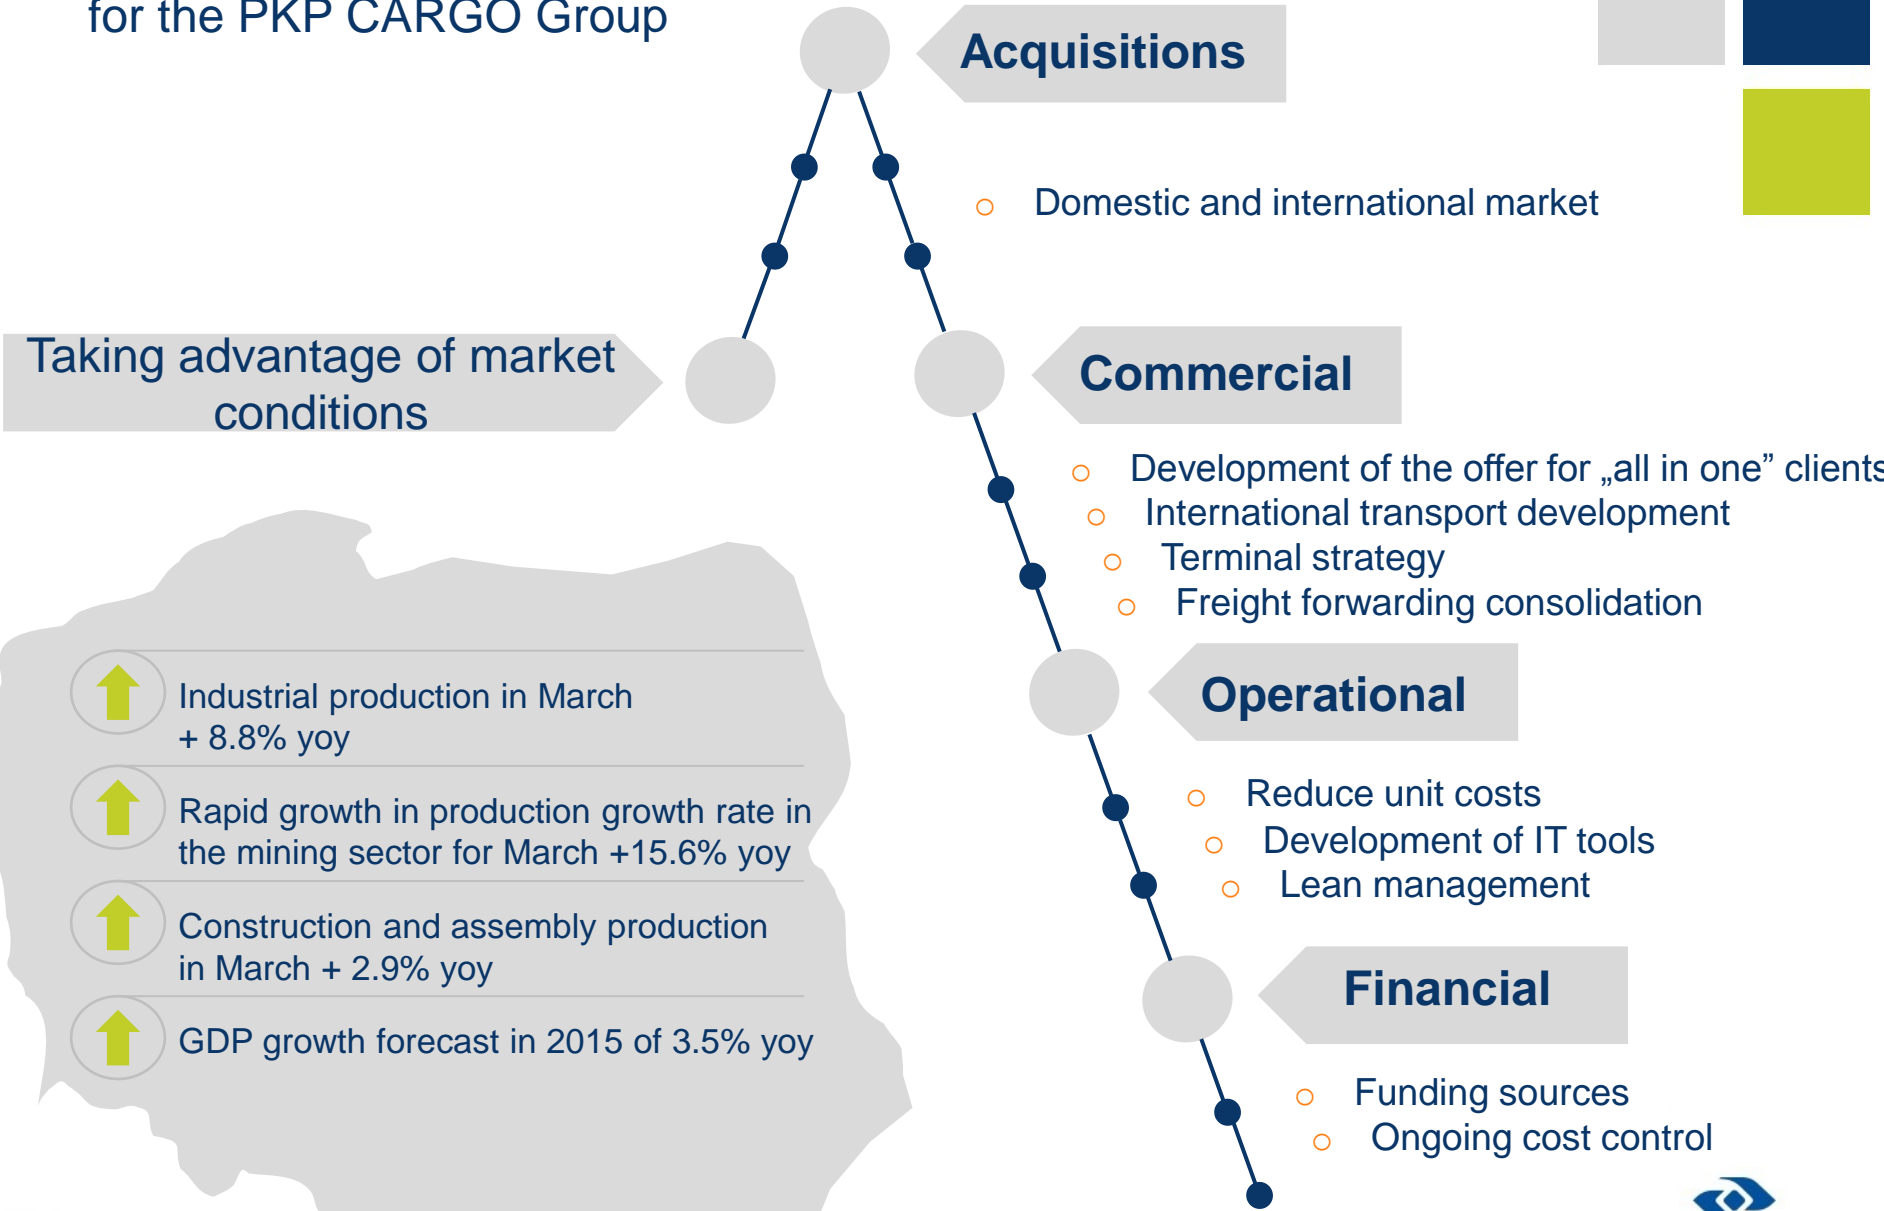 for the PKP CARGO Group
Acquisitions
Domestic and international market
Taking advantage of market
conditions
Commercial
Development of the offer for „all in one” clients
International transport development
Terminal strategy
Freight forwarding consolidation
Industrial production in March
+ 8.8% yoy
Rapid growth in production growth rate in
the mining sector for March +15.6% yoy
Construction and assembly production
in March + 2.9% yoy
GDP growth forecast in 2015 of 3.5% yoy
Operational
Reduce unit costs
Development of IT tools
Lean management
Financial
Funding sources
Ongoing cost control